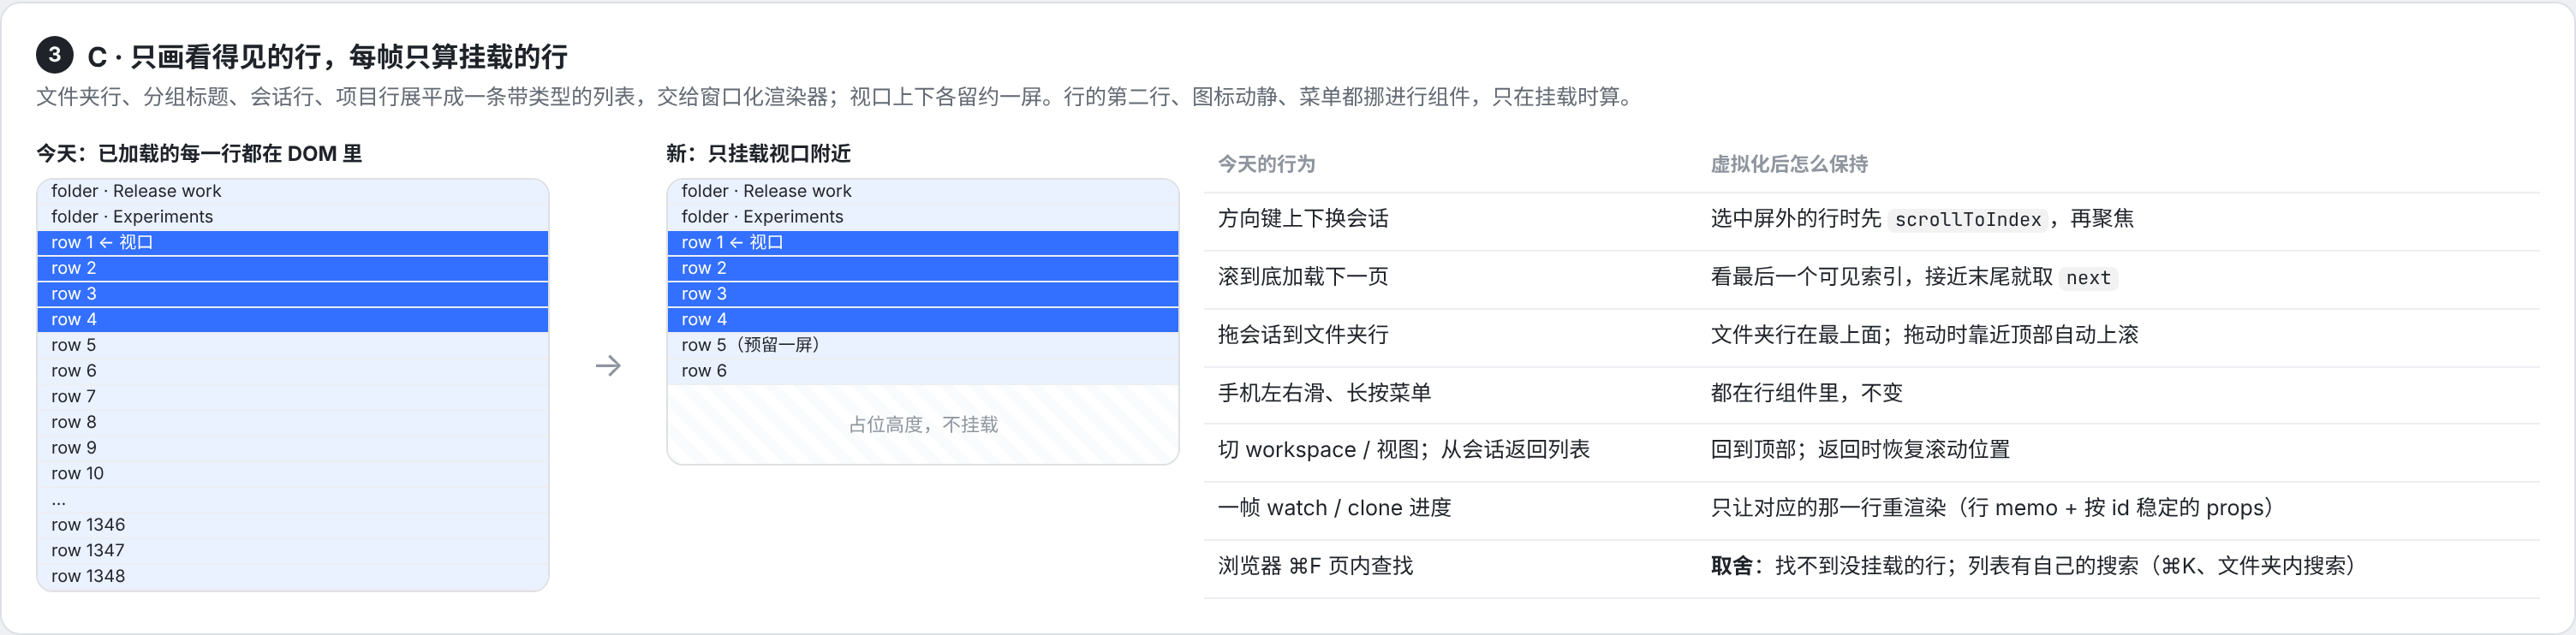 3 C · 只画看得见的行，每帧只算挂载的行
文件夹行、分组标题、会话行、项目行展平成一条带类型的列表，交给窗口化渲染器；视口上下各留约一屏。行的第二行、图标动静、菜单都挪进行组件，只在挂载时算。
今天：已加载的每一行都在 DOM 里
folder · Release work
folder · Experiments
row 1 ← 视口
row 2
row 3
row 4
row 5
row 6
row 7
row 8
row 9
row 10
...
row 1346
row 1347
row 1348
→
新：只挂载视口附近
folder · Release work
folder · Experiments
row 1 ← 视口
row 2
row 3
row 4
row 5（预留一屏）
row 6
占位高度，不挂载
今天的行为 虚拟化后怎么保持
方向键上下换会话 选中屏外的行时先 scrollToIndex，再聚焦
滚到底加载下一页 看最后一个可见索引，接近末尾就取 next
拖会话到文件夹行 文件夹行在最上面；拖动时靠近顶部自动上滚
手机左右滑、长按菜单 都在行组件里，不变
切 workspace / 视图；从会话返回列表 回到顶部；返回时恢复滚动位置
一帧 watch / clone 进度 只让对应的那一行重渲染（行 memo + 按 id 稳定的 props）
浏览器 ⌘F 页内查找 取舍：找不到没挂载的行；列表有自己的搜索（⌘K、文件夹内搜索）